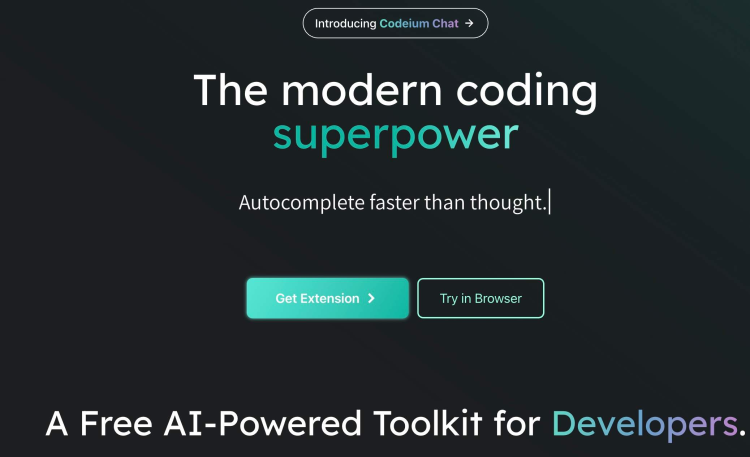 Introducing Codeium Chat →
The modern coding
superpower
Autocomplete faster than thought.
Get Extension
Try in Browser
A Free AI-Powered Toolkit for Developers.